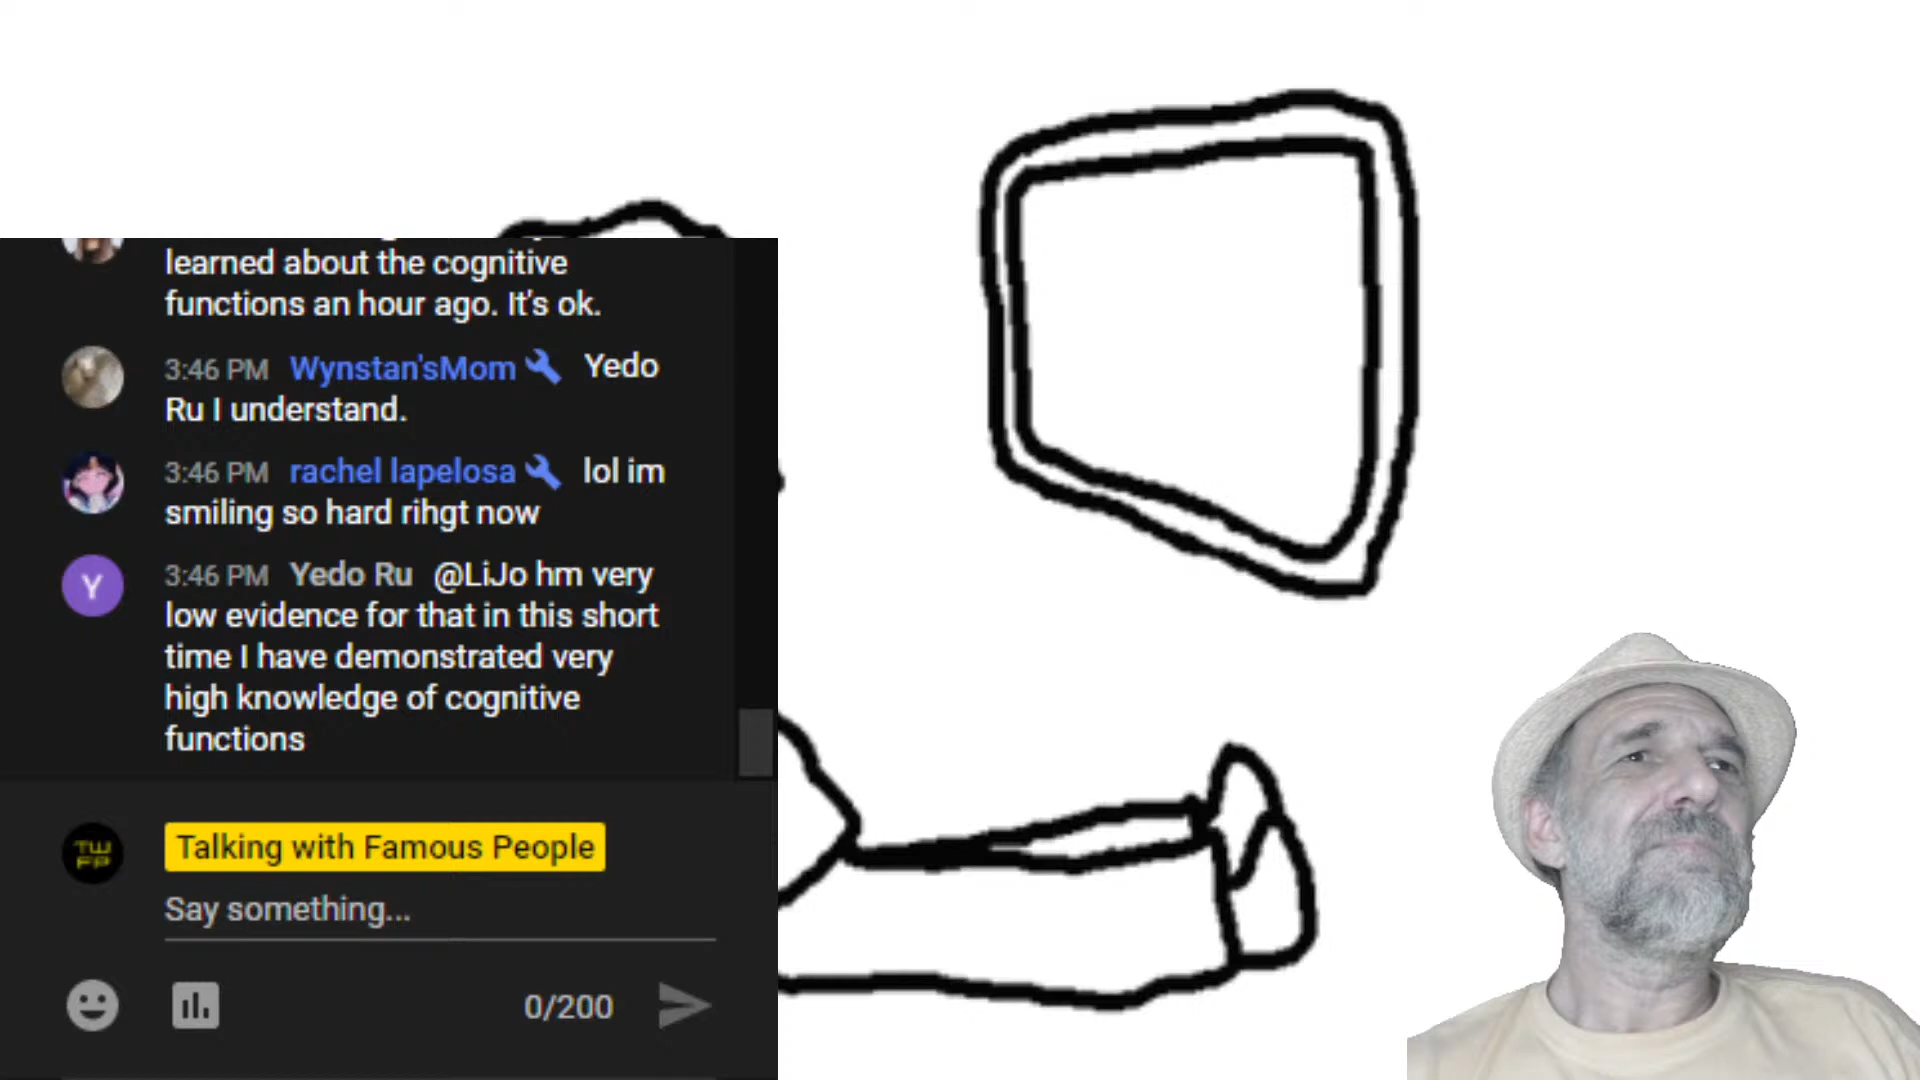 learned about the cognitive
functions an hour ago. It's ok.
3:46 PM Wynstan'sMom Yedo
Ru I understand.
3:46 PM rachel lapelosa lol im
smiling so hard rihgt now
Y
3:46 PM Yedo Ru @LiJo hm very
low evidence for that in this short
time I have demonstrated very
high knowledge of cognitive
functions
TW
FP
Talking with Famous People
Say something...
0/200